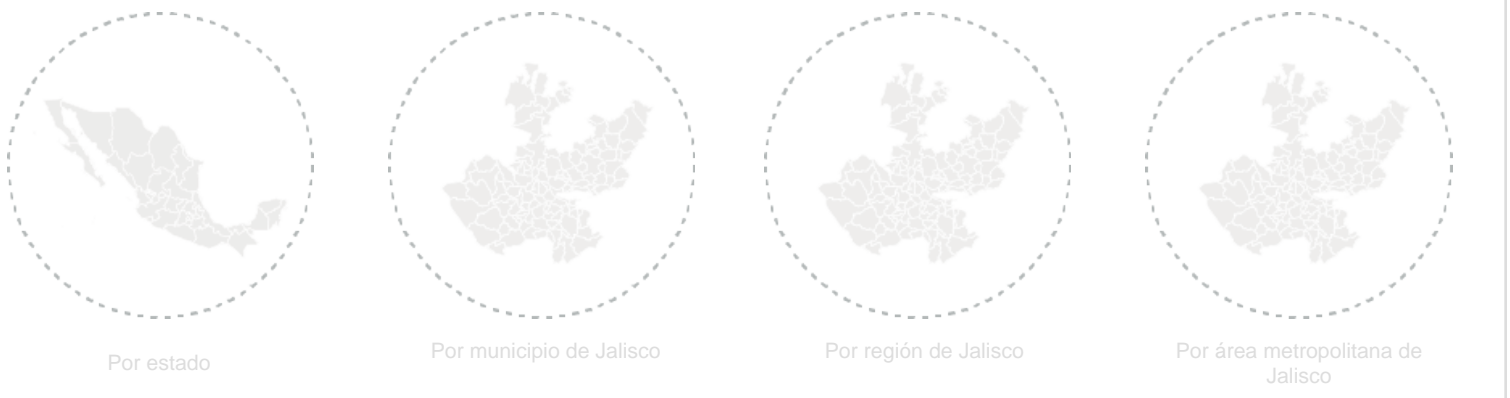 Por estado
Por municipio de Jalisco
Por región de Jalisco
Por área metropolitana de
Jalisco